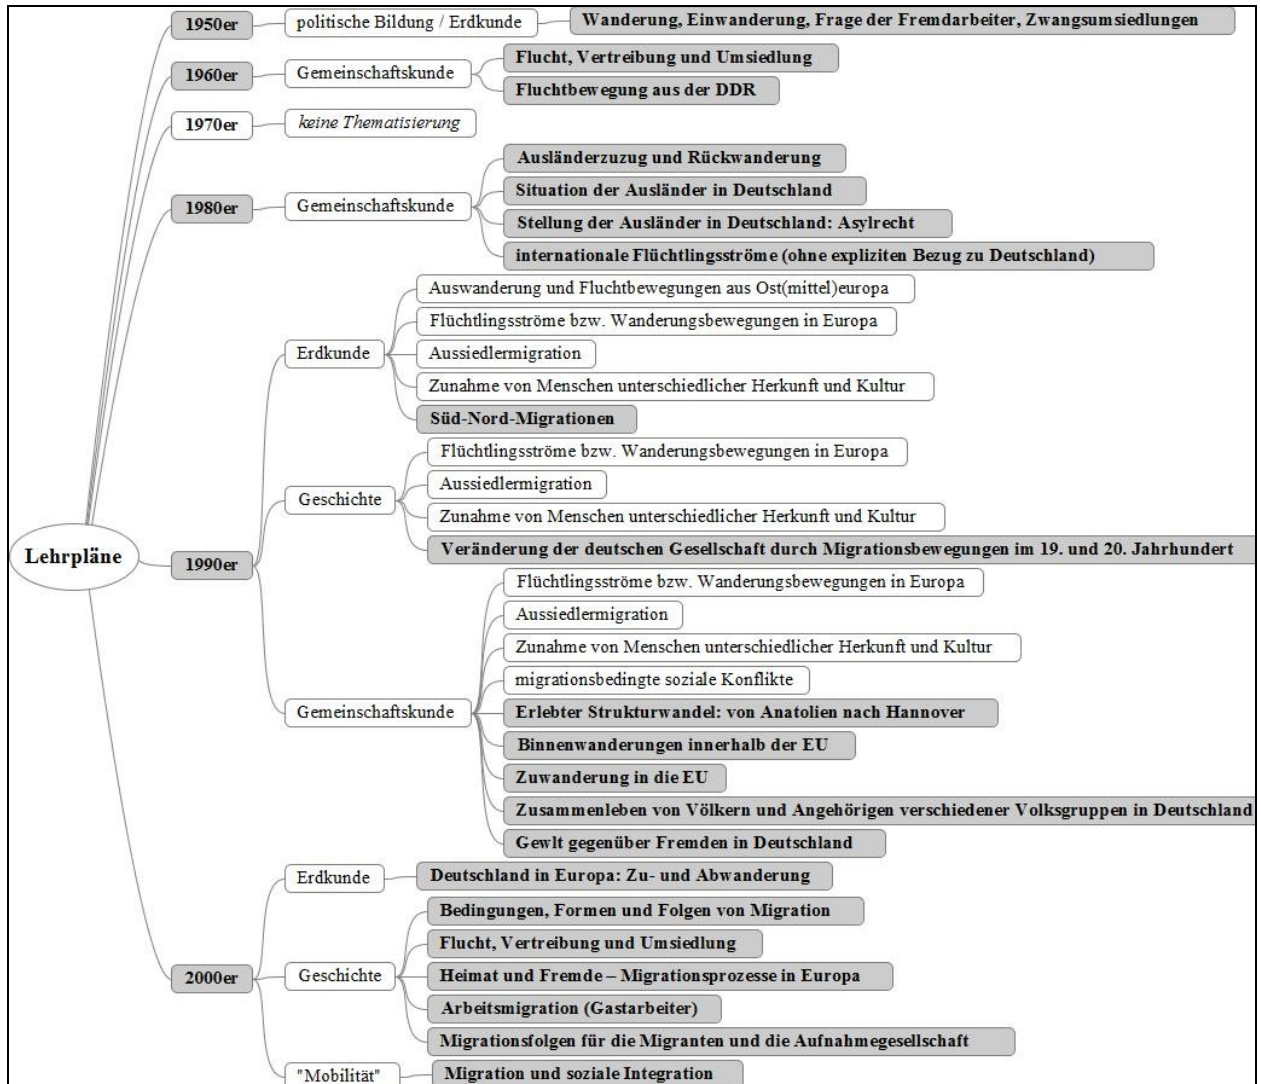 1950er
politische Bildung / Erdkunde
Wanderung, Einwanderung, Frage der Fremdarbeiter, Zwangsumsiedlungen
1960er
Gemeinschaftskunde
Flucht, Vertreibung und Umsiedlung
Fluchtbewegung aus der DDR
1970er
keine Thematisierung
1980er
Gemeinschaftskunde
Ausländerzuzug und Rückwanderung
Situation der Ausländer in Deutschland
Stellung der Ausländer in Deutschland: Asylrecht
internationale Flüchtlingsströme (ohne expliziten Bezug zu Deutschland)
Lehrpläne
1990er
Erdkunde
Auswanderung und Fluchtbewegungen aus Ost(mittel)europa
Flüchtlingsströme bzw. Wanderungsbewegungen in Europa
Aussiedlermigration
Zunahme von Menschen unterschiedlicher Herkunft und Kultur
Süd-Nord-Migrationen
Geschichte
Flüchtlingsströme bzw. Wanderungsbewegungen in Europa
Aussiedlermigration
Zunahme von Menschen unterschiedlicher Herkunft und Kultur
Veränderung der deutschen Gesellschaft durch Migrationsbewegungen im 19. und 20. Jahrhundert
Gemeinschaftskunde
Flüchtlingsströme bzw. Wanderungsbewegungen in Europa
Aussiedlermigration
Zunahme von Menschen unterschiedlicher Herkunft und Kultur
migrationsbedingte soziale Konflikte
Erlebter Strukturwandel: von Anatolien nach Hannover
Binnenwanderungen innerhalb der EU
Zuwanderung in die EU
Zusammenleben von Völkern und Angehörigen verschiedener Volksgruppen in Deutschland
Gewlt gegenüber Fremden in Deutschland
2000er
Erdkunde
Deutschland in Europa: Zu- und Abwanderung
Geschichte
Bedingungen, Formen und Folgen von Migration
Flucht, Vertreibung und Umsiedlung
Heimat und Fremde – Migrationsprozesse in Europa
Arbeitsmigration (Gastarbeiter)
Migrationsfolgen für die Migranten und die Aufnahmegesellschaft
"Mobilität"
Migration und soziale Integration